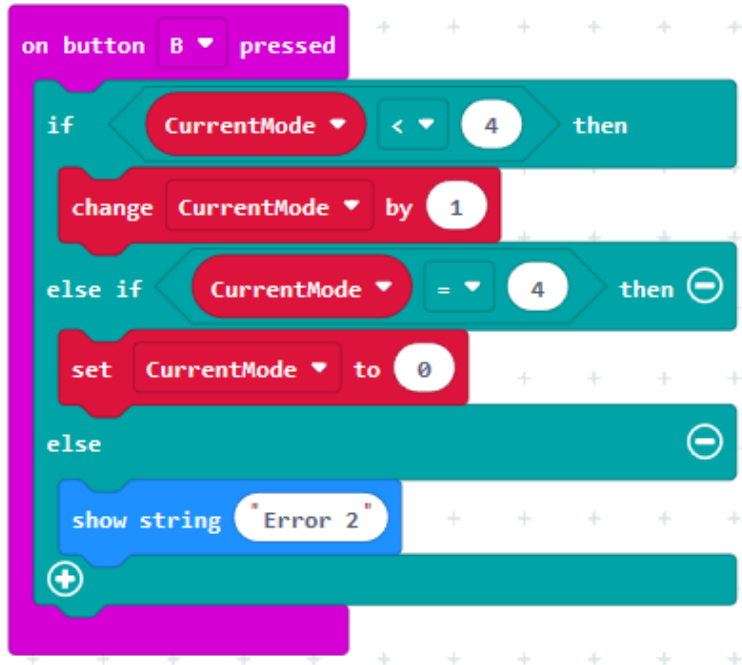 on button B pressed
if CurrentMode < 4 then
change CurrentMode by 1
else if CurrentMode = 4 then
set CurrentMode to 0
else
show string "Error 2"